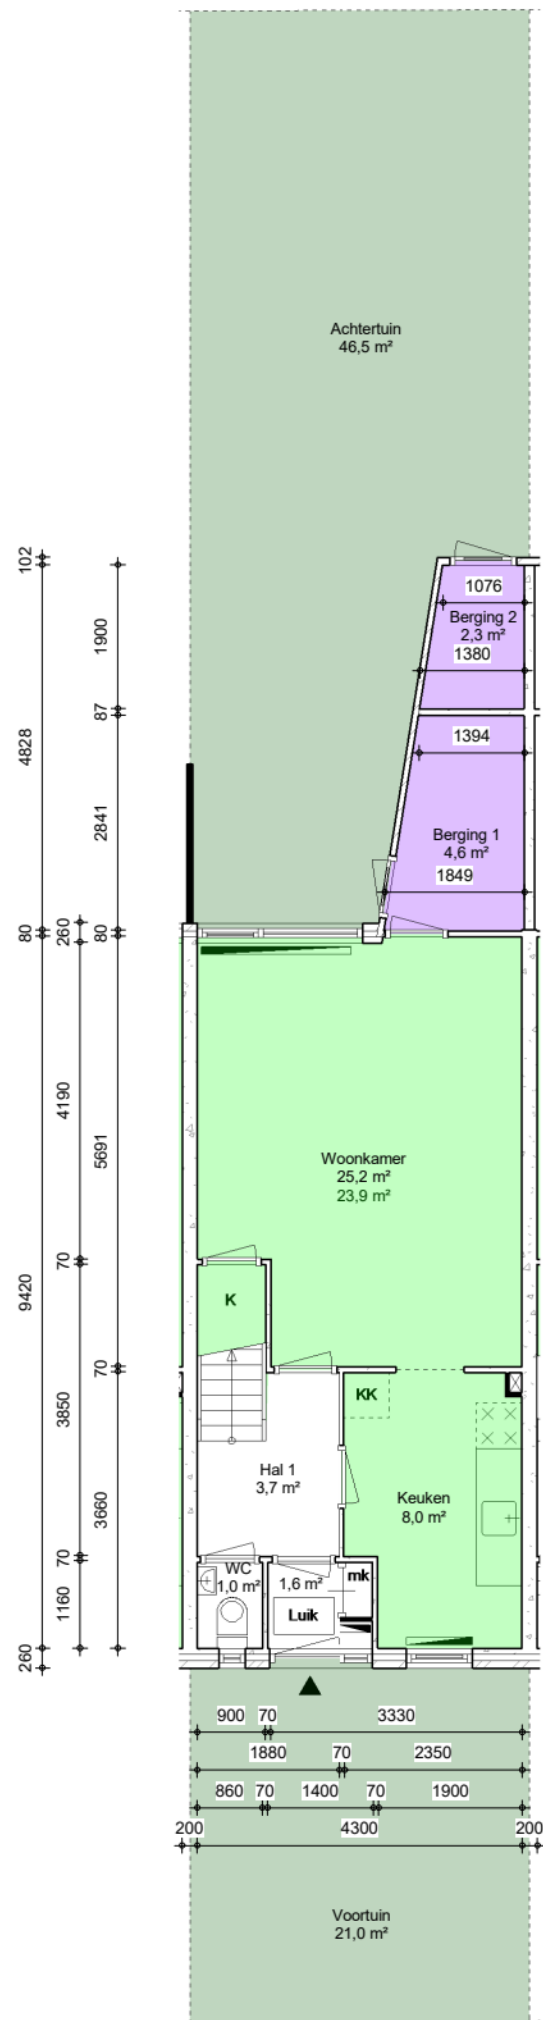 Achtertuin
46,5 m²
102
1900
1076
Berging 2
2,3 m²
1380
87
4828
1394
2841
Berging 1
4,6 m²
1849
80
260
80
4190
5691
Woonkamer
25,2 m²
23,9 m²
70
9420
K
70
KK
3850
Hal 1
3,7 m²
Keuken
8,0 m²
3660
70
WC
1,0 m²
1,6 m²
mk
1160
Luik
260
900 70 3330
1880 70 2350
860 70 1400 70 1900
200 4300 200
Voortuin
21,0 m²